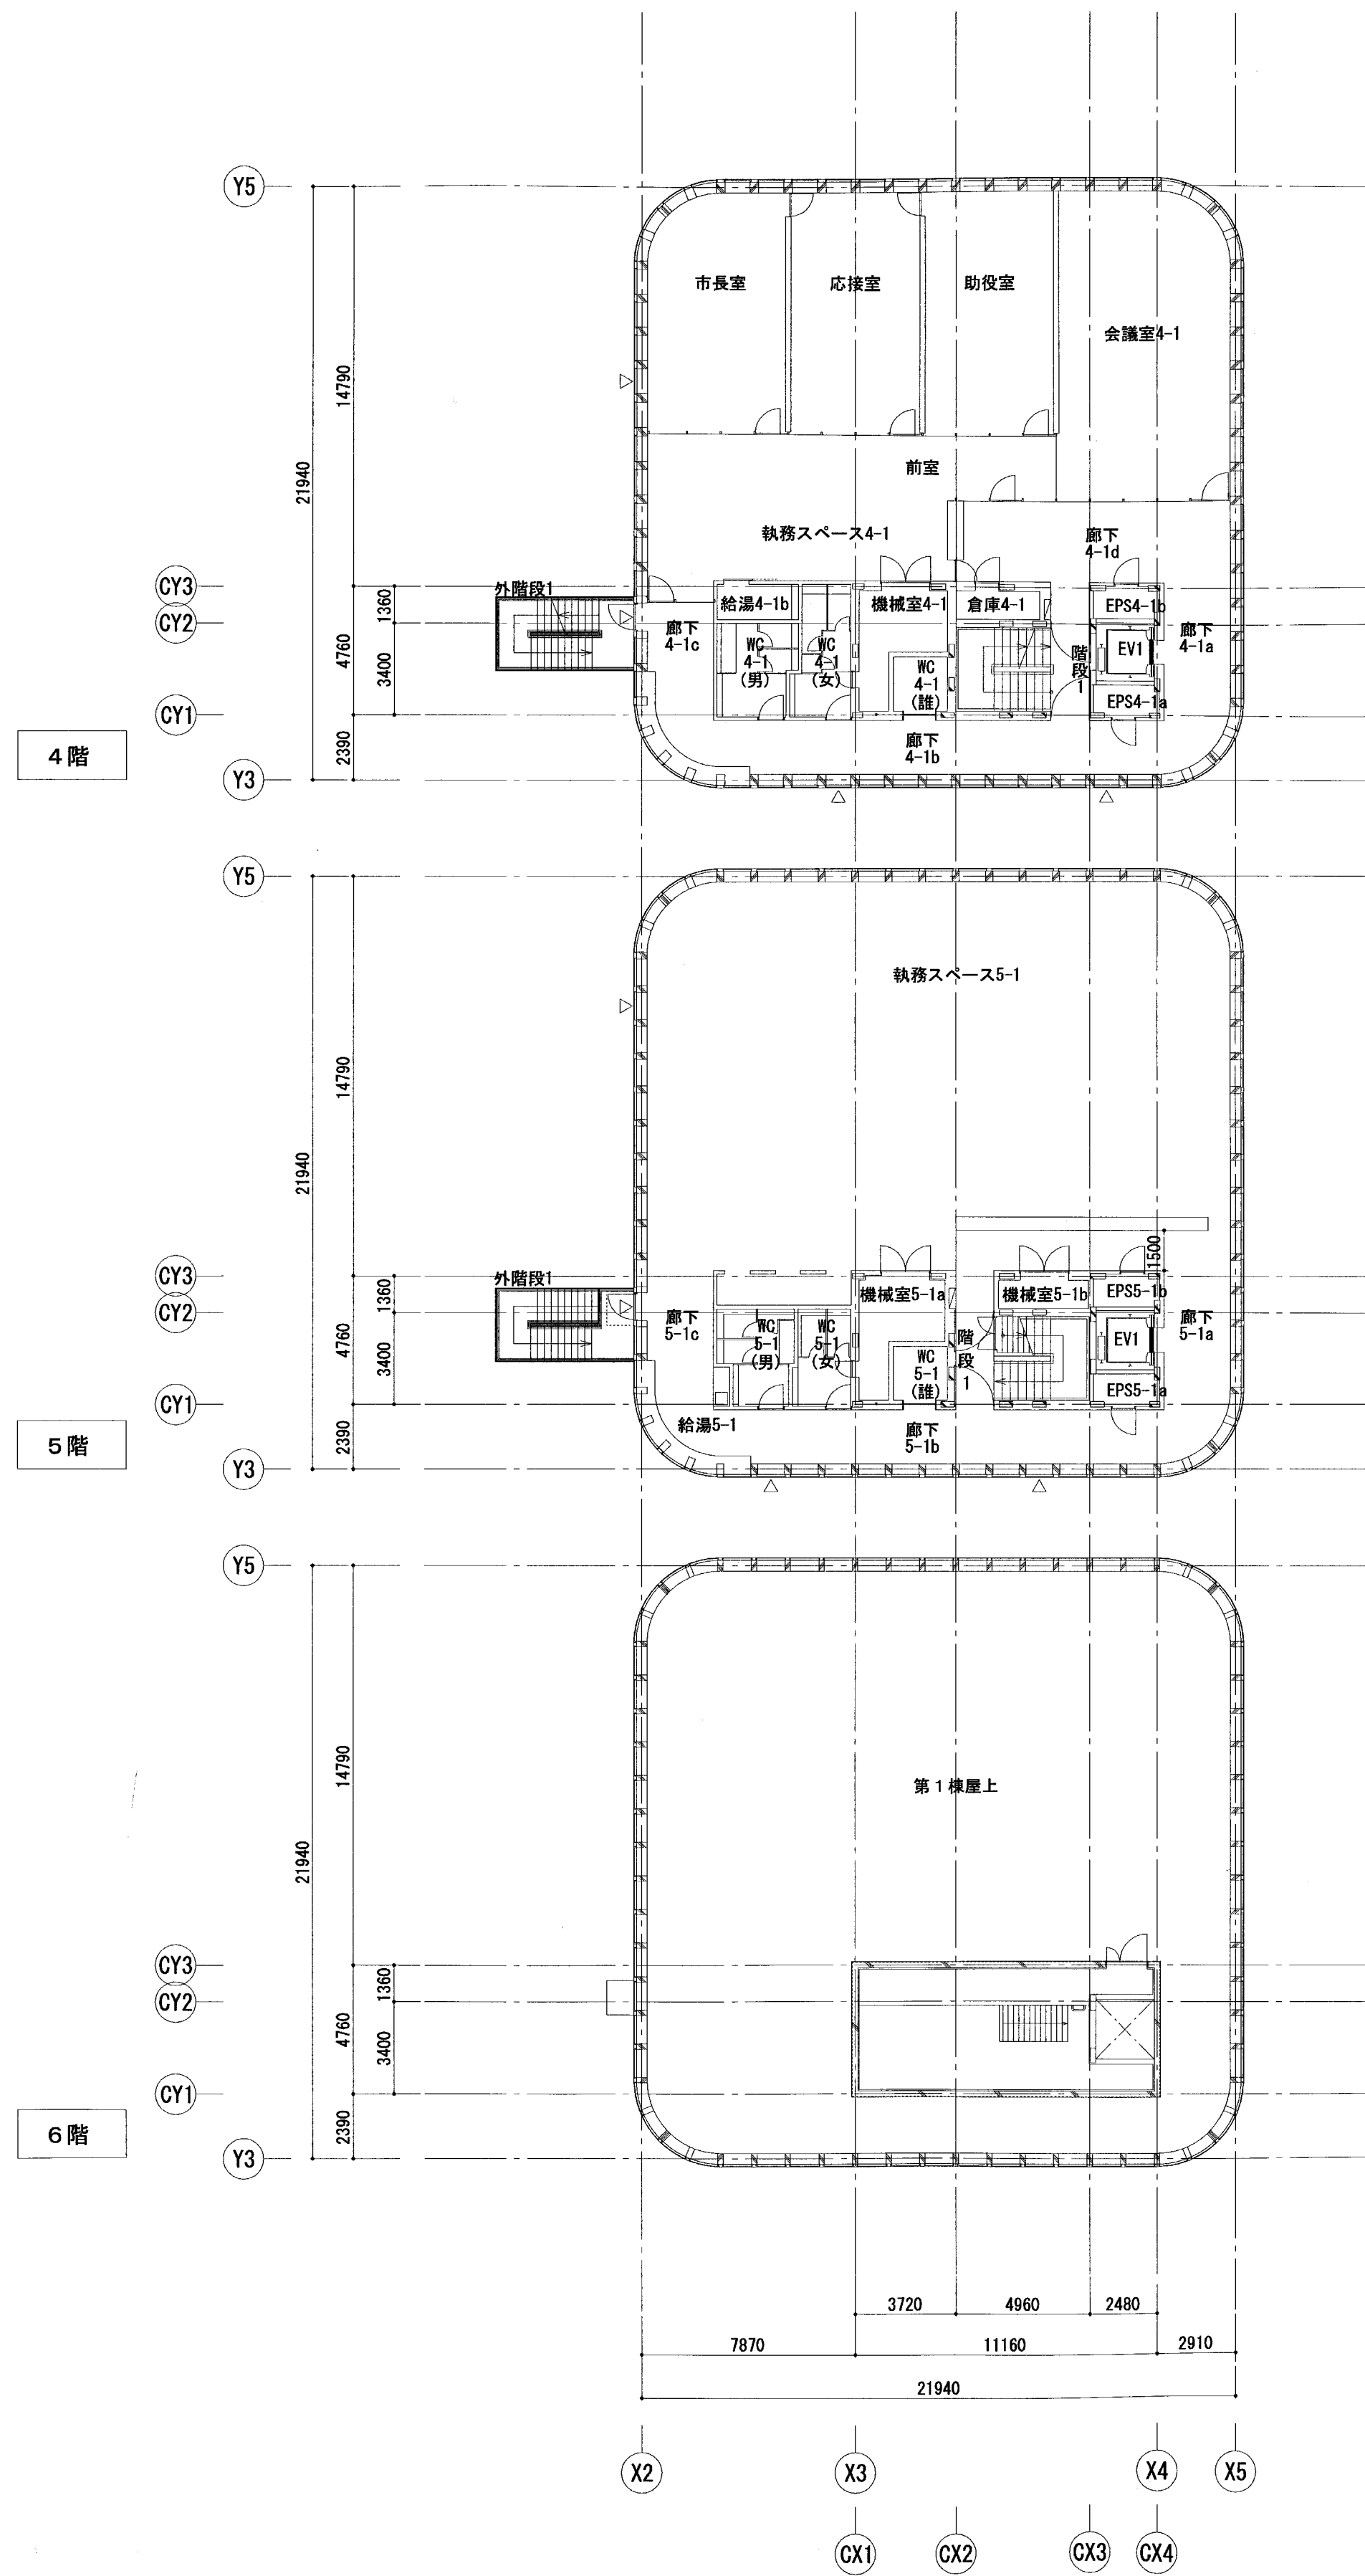 Y5
市長室
応接室
助役室
会議室4-1
14790
21940
前室
執務スペース4-1
廊下
4-1d
CY3
外階段1
1360
給湯4-1b
機械室4-1
倉庫4-1
EPS4-1b
CY2
廊下
4-1c
WC
4-1
(男)
WC
4-1
(女)
WC
4-1
(誰)
階段1
EV1
廊下
4-1a
4760
3400
EPS4-1a
CY1
廊下
4-1b
4階
2390
Y3
Y5
執務スペース5-1
14790
21940
1500
CY3
外階段1
1360
機械室5-1a
機械室5-1b
EPS5-1b
CY2
廊下
5-1c
WC
5-1
(男)
WC
5-1
(女)
WC
5-1
(誰)
階段1
EV1
廊下
5-1a
4760
3400
EPS5-1a
CY1
給湯5-1
廊下
5-1b
5階
2390
Y3
Y5
第1棟屋上
14790
21940
CY3
1360
CY2
4760
3400
CY1
6階
2390
Y3
3720
4960
2480
7870
11160
2910
21940
X2
X3
X4
X5
CX1
CX2
CX3
CX4